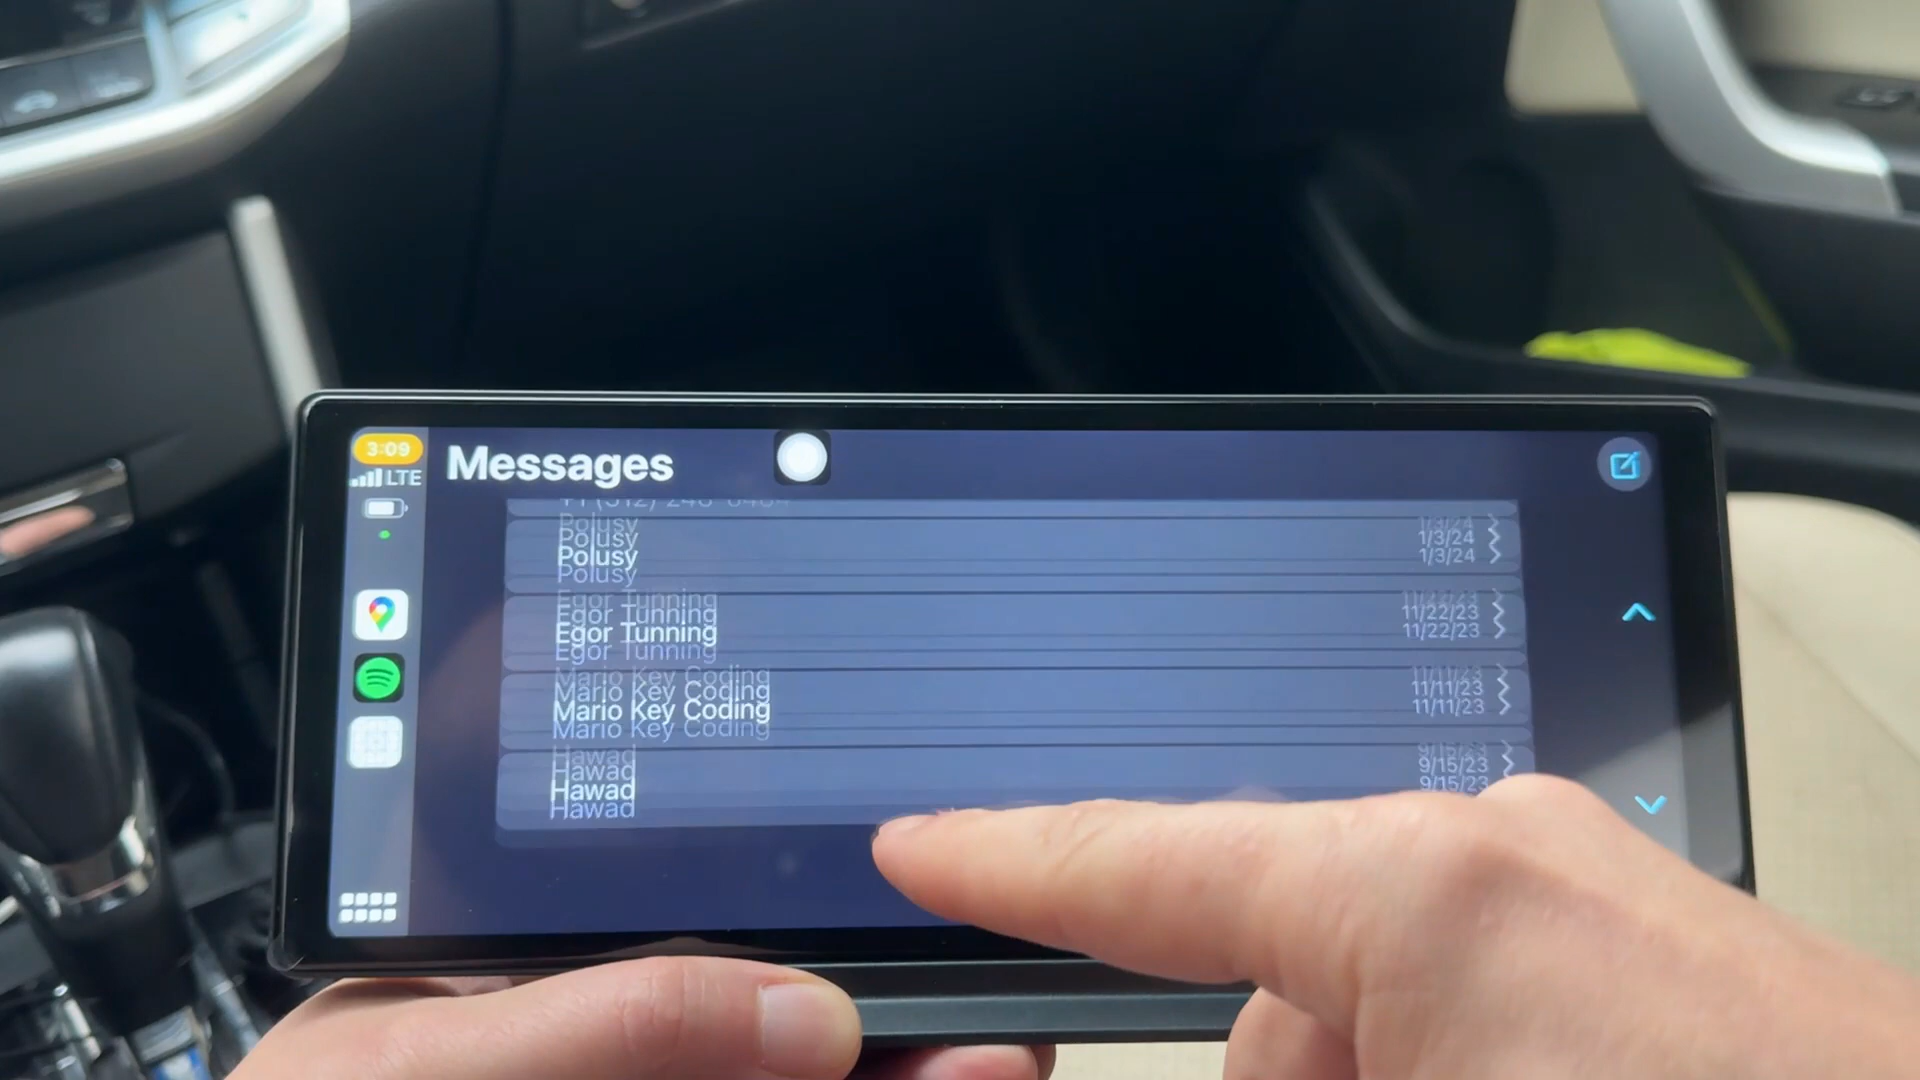 3:09
LTE
Messages
Polusy 1/3/24
Egor Tunning 11/22/23
Mario Key Coding 11/11/23
Hawad 9/15/23